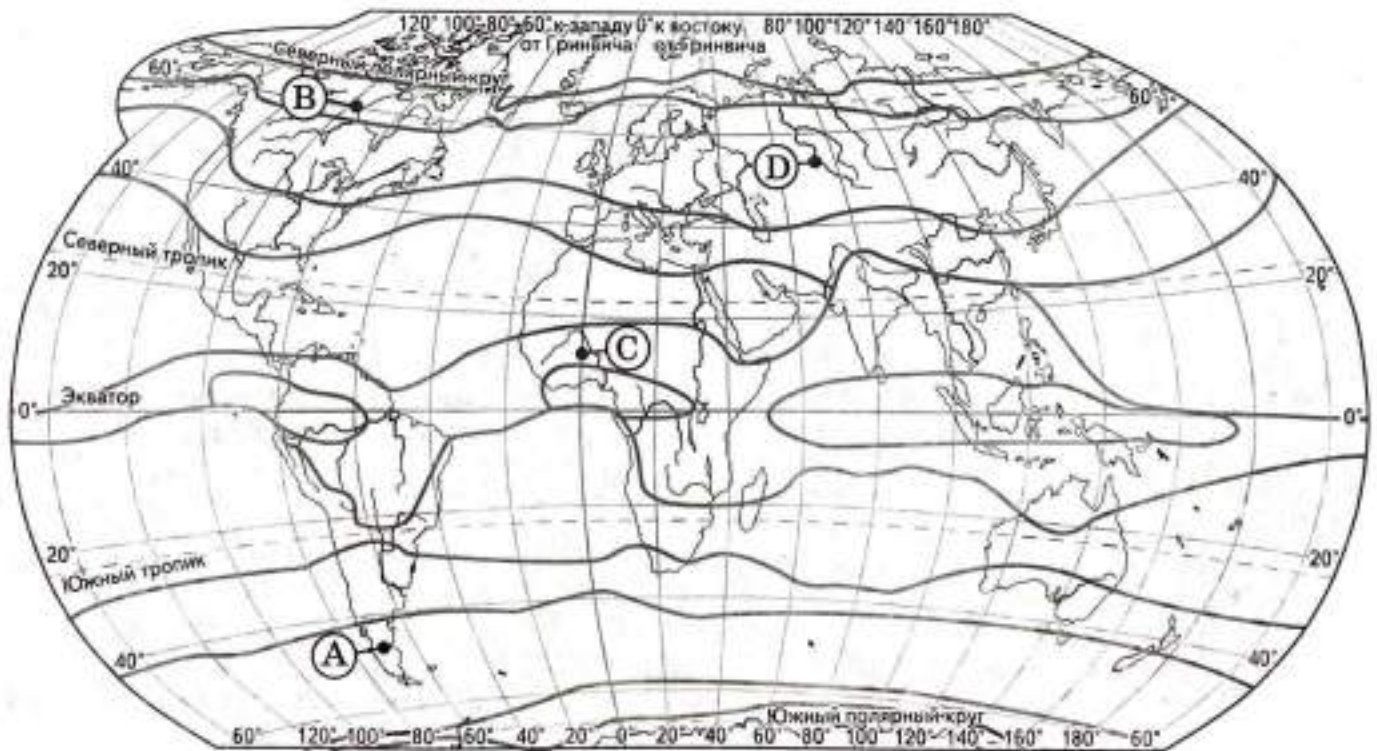 120° 100° 80° 60° к западу 0° к востоку 80° 100° 120° 140° 160° 180°
от Гринвича от Гринвича
Северный полярный круг
60° 60°
B
D
40° 40°
Северный тропик
20° 20°
C
Экватор
0° 0°
20° 20°
Южный тропик
A
40° 40°
Южный полярный круг
60° 120° 100° 80° 60° 40° 20° 0° 20° 40° 60° 80° 100° 120° 140° 160° 180° 60°